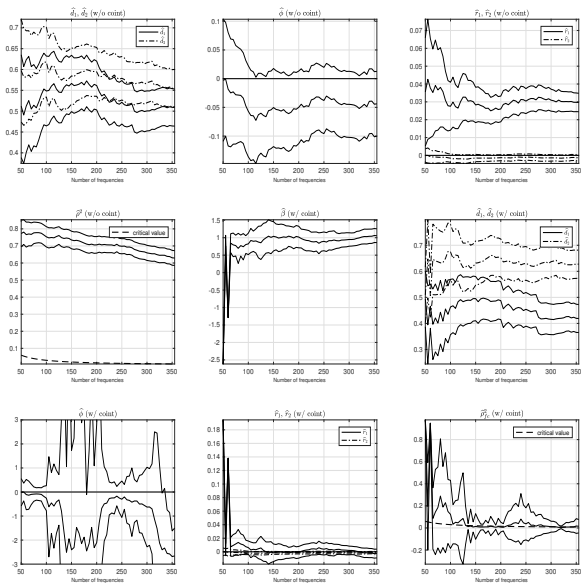 d̂₁, d̂₂ (w/o coint)
d̂₁
d̂₂
0.7
0.65
0.6
0.55
0.5
0.45
0.4
50 100 150 200 250 300 350
Number of frequencies
φ̂ (w/o coint)
0.1
0.05
0
-0.05
-0.1
50 100 150 200 250 300 350
Number of frequencies
r̂₁, r̂₂ (w/o coint)
r̂₁
r̂₂
0.07
0.06
0.05
0.04
0.03
0.02
0.01
0
50 100 150 200 250 300 350
Number of frequencies
ρ̂² (w/o coint)
critical value
0.8
0.7
0.6
0.5
0.4
0.3
0.2
0.1
50 100 150 200 250 300 350
Number of frequencies
β̂ (w/ coint)
1.5
1
0.5
0
-0.5
-1
-1.5
-2
-2.5
50 100 150 200 250 300 350
Number of frequencies
d̂₁, d̂₂ (w/ coint)
d̂₁
d̂₂
0.7
0.6
0.5
0.4
0.3
50 100 150 200 250 300 350
Number of frequencies
φ̂ (w/ coint)
3
2
1
0
-1
-2
-3
50 100 150 200 250 300 350
Number of frequencies
r̂₁, r̂₂ (w/ coint)
r̂₁
r̂₂
0.18
0.16
0.14
0.12
0.1
0.08
0.06
0.04
0.02
0
50 100 150 200 250 300 350
Number of frequencies
(w/ coint)
critical value
0.8
0.6
0.4
0.2
0
-0.2
50 100 150 200 250 300 350
Number of frequencies